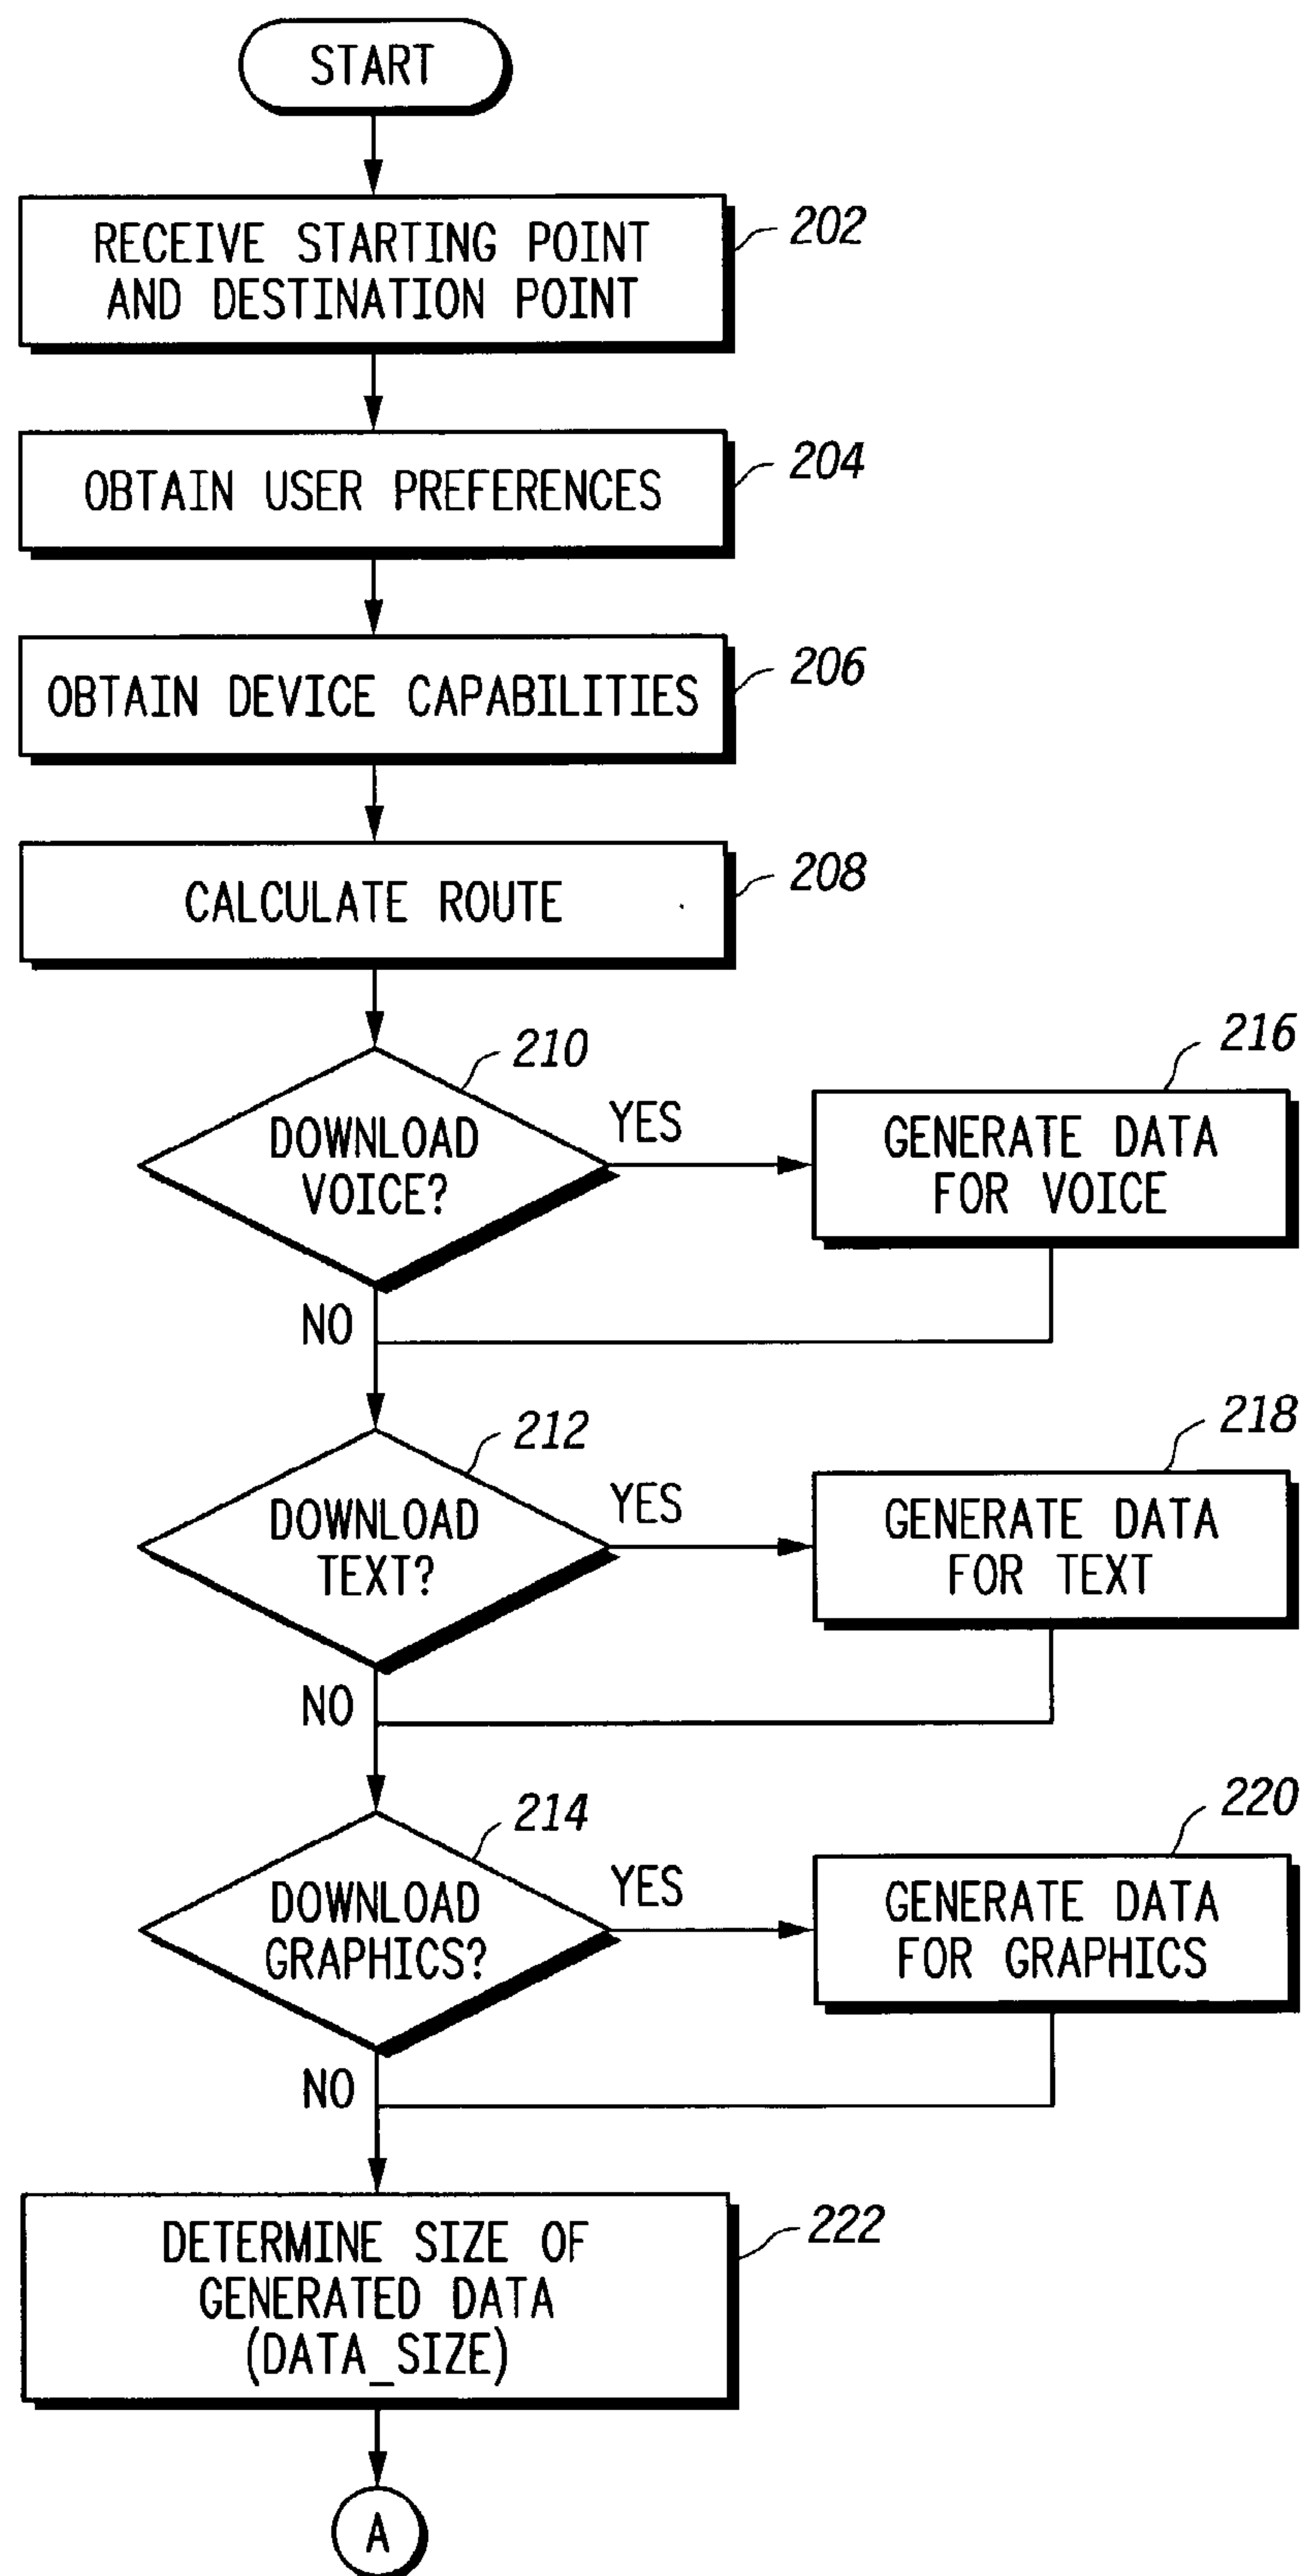 START
RECEIVE STARTING POINT
AND DESTINATION POINT
202
OBTAIN USER PREFERENCES
204
OBTAIN DEVICE CAPABILITIES
206
CALCULATE ROUTE
208
210
DOWNLOAD
VOICE?
YES
NO
216
GENERATE DATA
FOR VOICE
212
DOWNLOAD
TEXT?
YES
NO
218
GENERATE DATA
FOR TEXT
214
DOWNLOAD
GRAPHICS?
YES
NO
220
GENERATE DATA
FOR GRAPHICS
DETERMINE SIZE OF
GENERATED DATA
(DATA_SIZE)
222
A